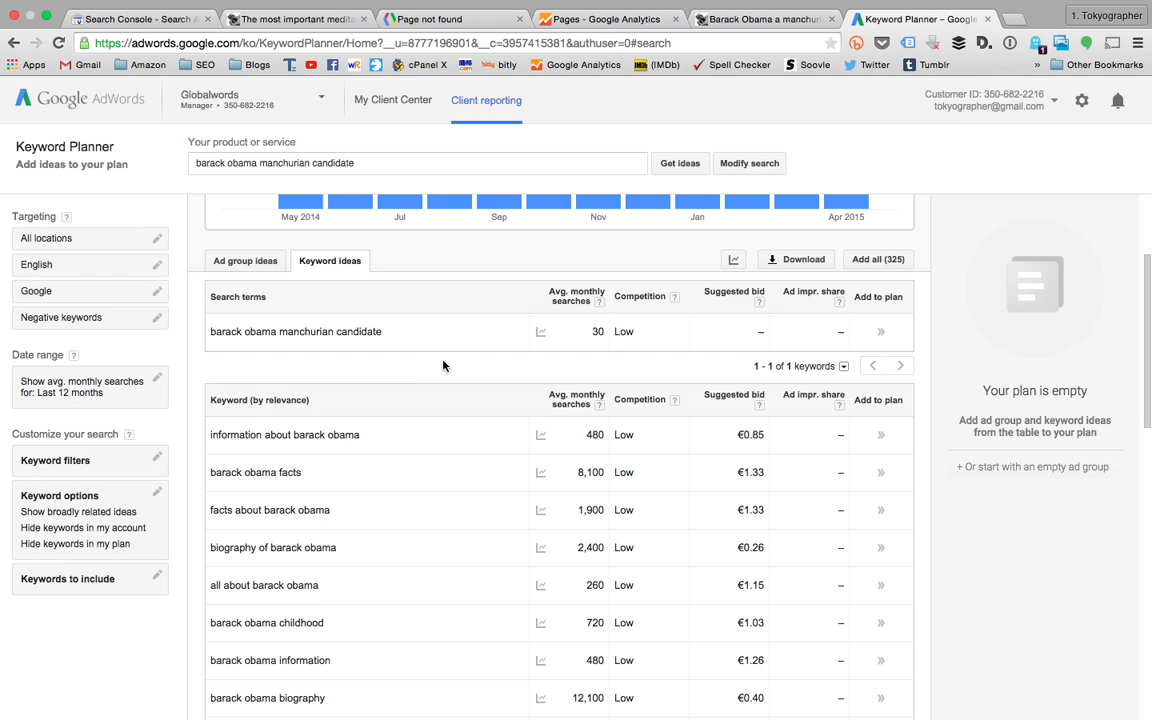 Search Console - Search A
The most important medita
Page not found
Pages - Google Analytics
Barack Obama a manchuri
Keyword Planner – Google
1. Tokyographer
https://adwords.google.com/ko/KeywordPlanner/Home?__u=8777196901&__c=3957415381&authuser=0#search
Apps Gmail Amazon SEO Blogs cPanel X bitly Google Analytics (IMDb) Spell Checker Soovle Twitter Tumblr » Other Bookmarks
Google AdWords
Globalwords
Manager • 350-682-2216
My Client Center
Client reporting
Customer ID: 350-682-2216
tokyographer@gmail.com
Keyword Planner
Add ideas to your plan
Your product or service
barack obama manchurian candidate
Get ideas
Modify search
Targeting ?
All locations
English
Google
Negative keywords
Date range ?
Show avg. monthly searches
for: Last 12 months
Customize your search ?
Keyword filters
Keyword options
Show broadly related ideas
Hide keywords in my account
Hide keywords in my plan
Keywords to include
May 2014 Jul Sep Nov Jan Apr 2015
Ad group ideas Keyword ideas Download Add all (325)
Search terms Avg. monthly searches ? Competition ? Suggested bid ? Ad impr. share ? Add to plan
barack obama manchurian candidate 30 Low – – »
1 - 1 of 1 keywords
Keyword (by relevance) Avg. monthly searches ? Competition ? Suggested bid ? Ad impr. share ? Add to plan
information about barack obama 480 Low €0.85 – »
barack obama facts 8,100 Low €1.33 – »
facts about barack obama 1,900 Low €1.33 – »
biography of barack obama 2,400 Low €0.26 – »
all about barack obama 260 Low €1.15 – »
barack obama childhood 720 Low €1.03 – »
barack obama information 480 Low €1.26 – »
barack obama biography 12,100 Low €0.40 – »
Your plan is empty
Add ad group and keyword ideas
from the table to your plan
+ Or start with an empty ad group